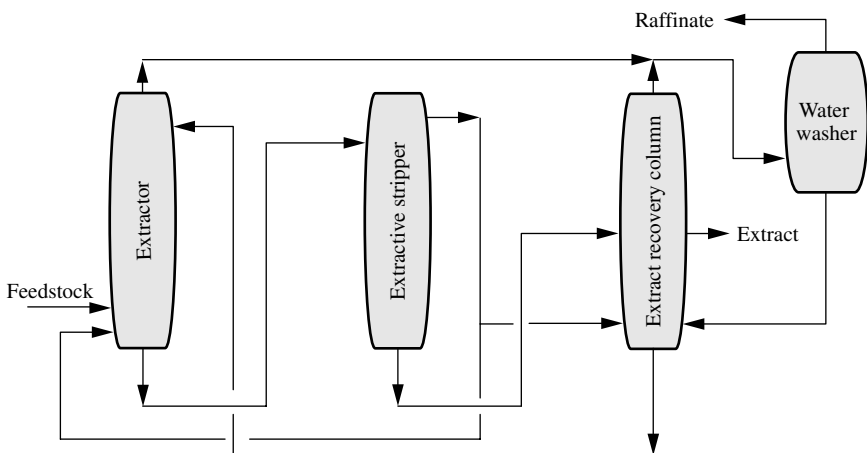 Raffinate
Water
washer
Extractor
Extractive stripper
Extract recovery column
Extract
Feedstock